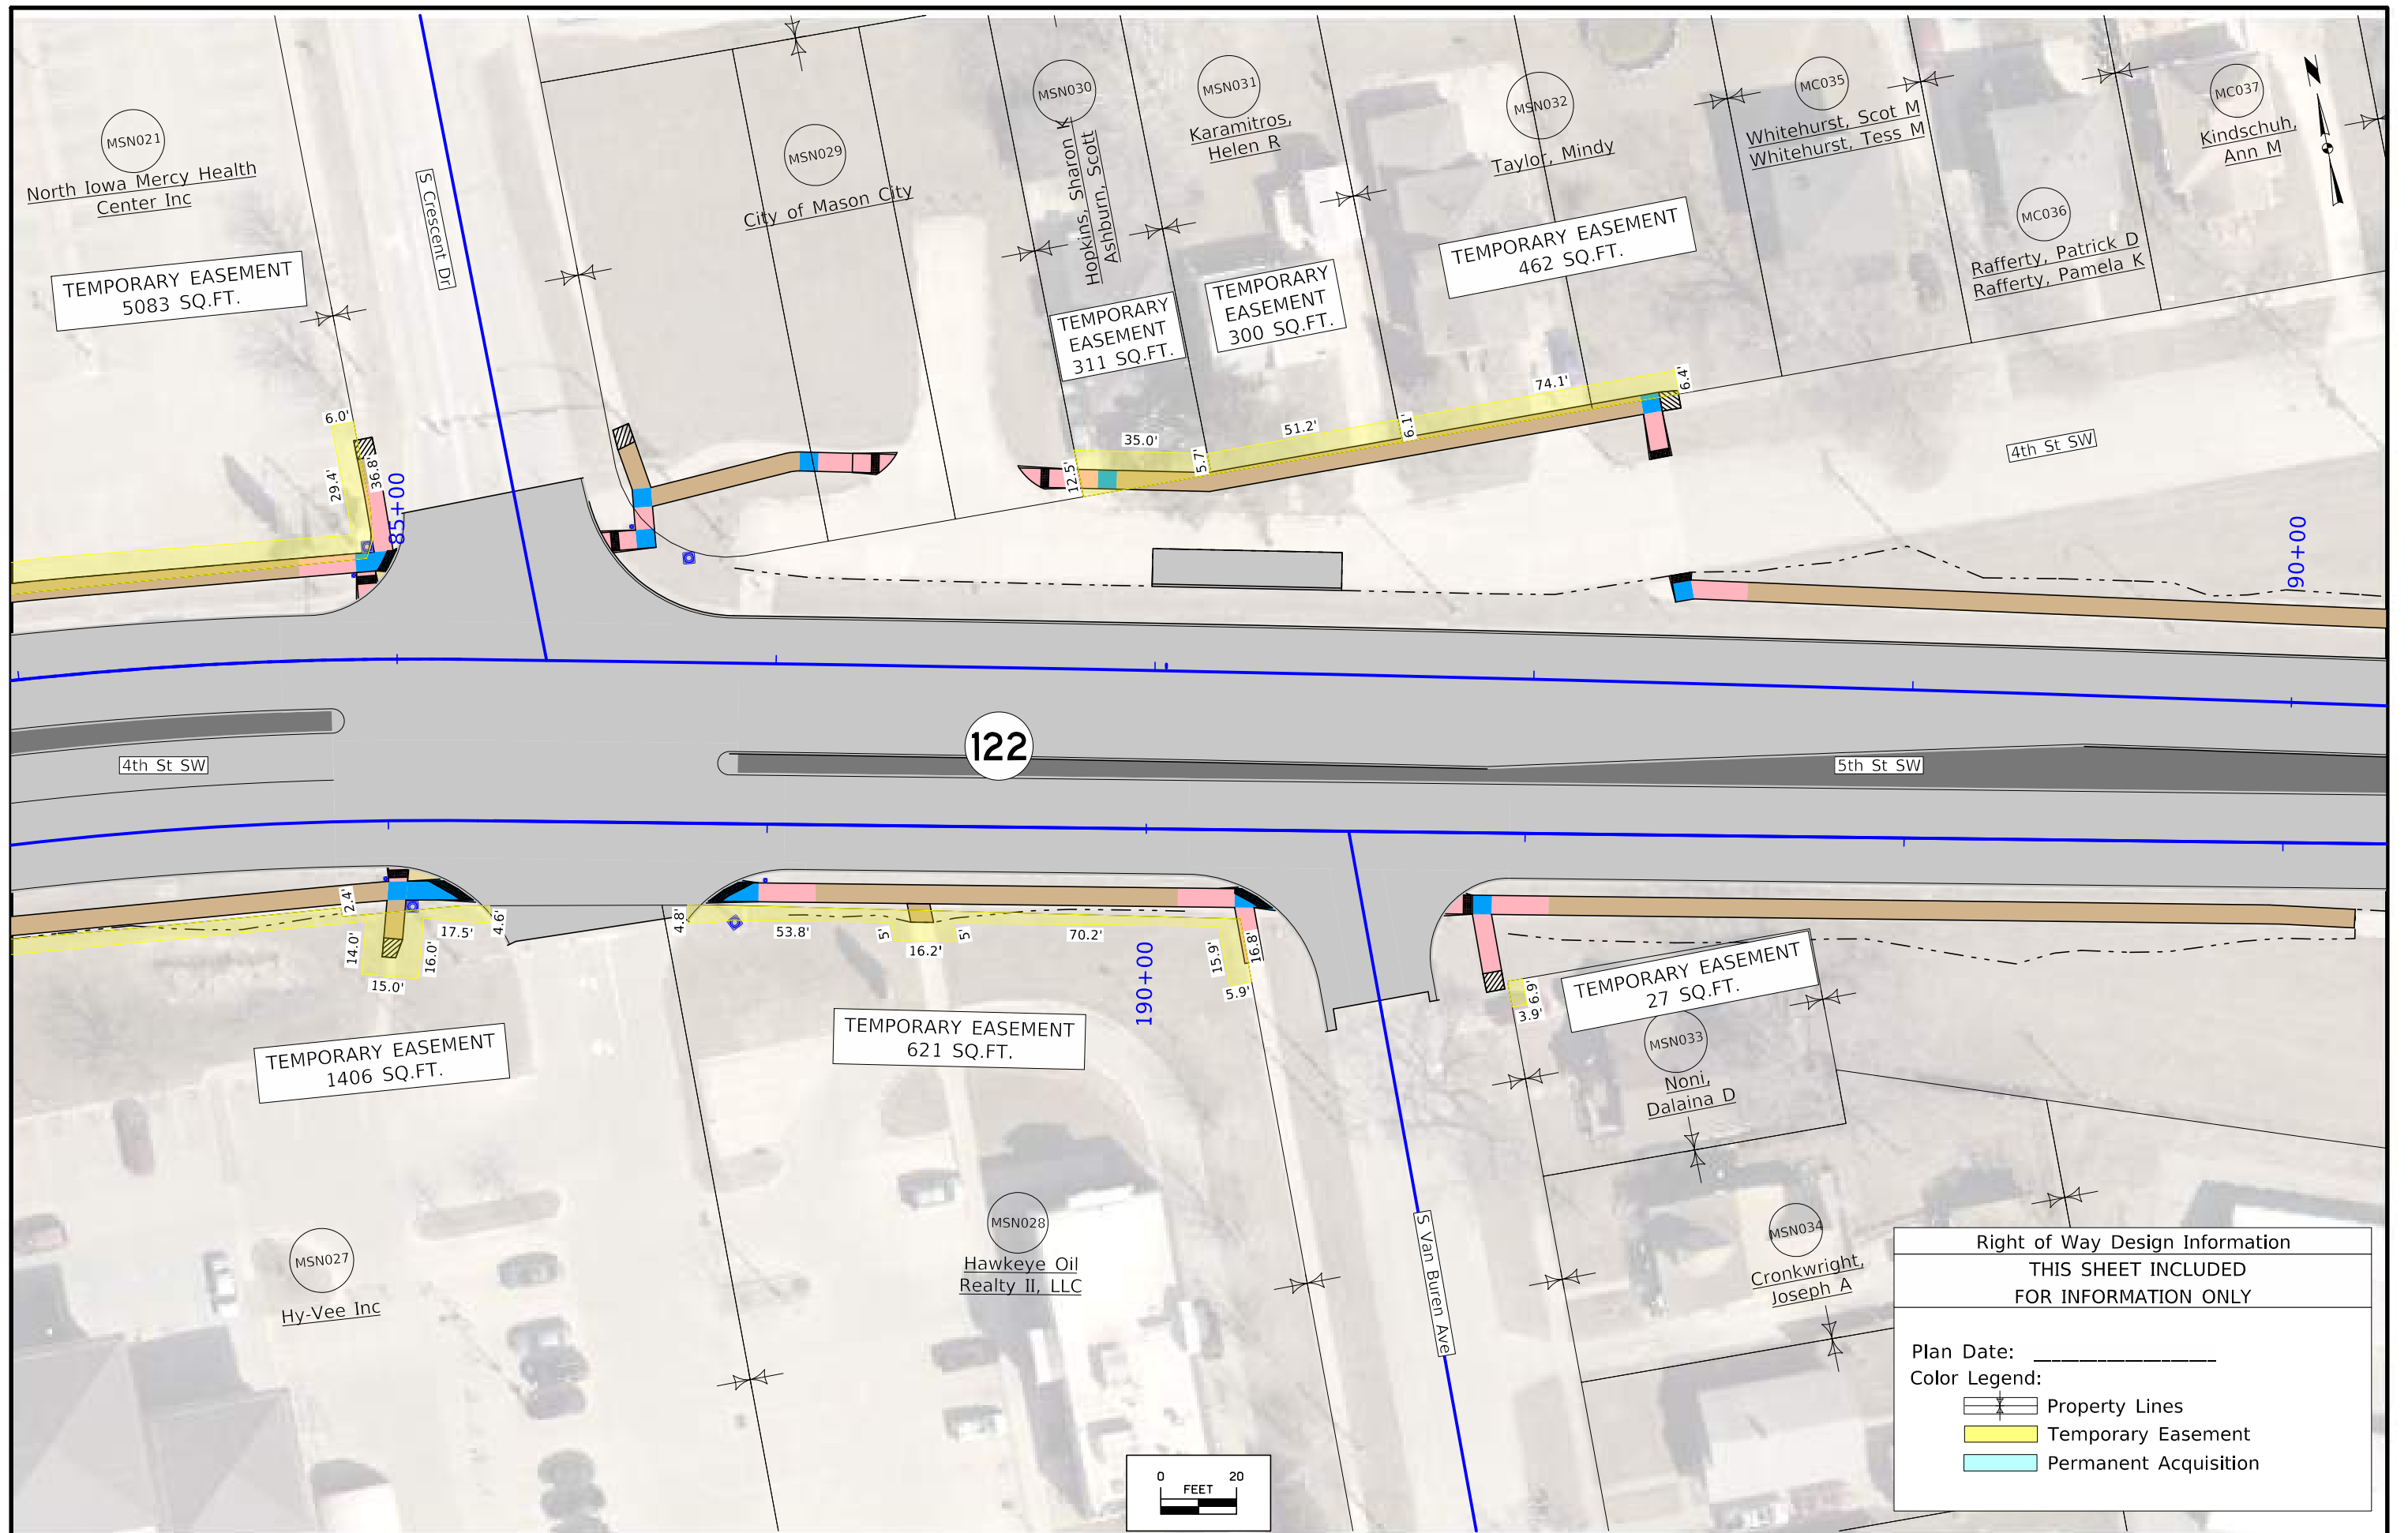 MSN021
North Iowa Mercy Health
Center Inc
TEMPORARY EASEMENT
5083 SQ.FT.
S Crescent Dr
MSN029
City of Mason City
MSN030
Hopkins, Sharon K
Ashburn, Scott
TEMPORARY
EASEMENT
311 SQ.FT.
MSN031
Karamitros,
Helen R
TEMPORARY
EASEMENT
300 SQ.FT.
MSN032
Taylor, Mindy
TEMPORARY EASEMENT
462 SQ.FT.
MC035
Whitehurst, Scot M
Whitehurst, Tess M
MC036
Rafferty, Patrick D
Rafferty, Pamela K
MC037
Kindschuh,
Ann M
N
6.0'
29.4'
36.8'
85+00
12.5'
35.0'
5.7'
51.2'
6.1'
74.1'
6.4'
4th St SW
90+00
4th St SW
122
5th St SW
2.4'
14.0'
15.0'
16.0'
17.5'
4.6'
4.8'
53.8'
5'
16.2'
5'
70.2'
190+00
15.9'
16.8'
5.9'
6.9'
3.9'
TEMPORARY EASEMENT
1406 SQ.FT.
TEMPORARY EASEMENT
621 SQ.FT.
TEMPORARY EASEMENT
27 SQ.FT.
MSN033
Noni,
Dalaina D
MSN027
Hy-Vee Inc
MSN028
Hawkeye Oil
Realty II, LLC
S Van Buren Ave
MSN034
Cronkwright,
Joseph A
0 20
FEET
Right of Way Design Information
THIS SHEET INCLUDED
FOR INFORMATION ONLY
Plan Date: __________________
Color Legend:
Property Lines
Temporary Easement
Permanent Acquisition